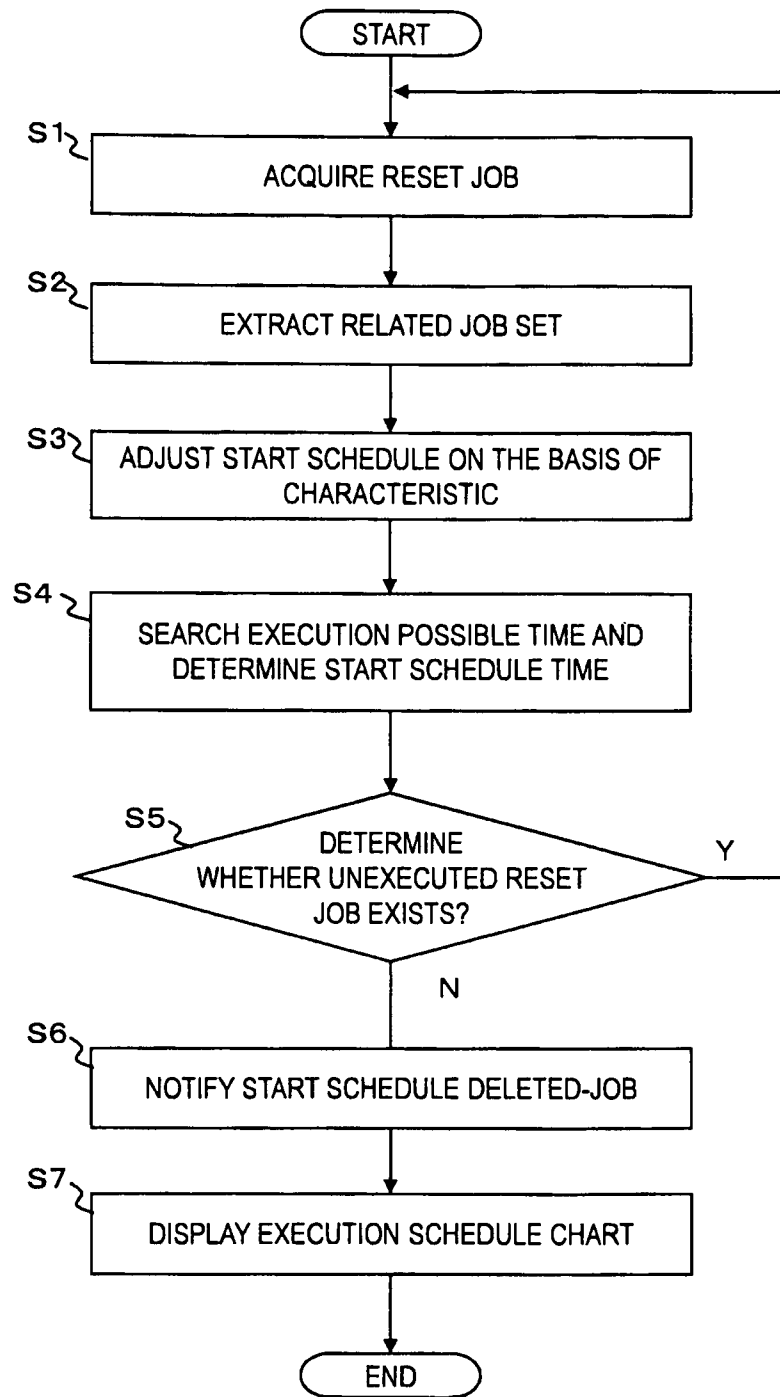 START
S1
ACQUIRE RESET JOB
S2
EXTRACT RELATED JOB SET
S3
ADJUST START SCHEDULE ON THE BASIS OF
CHARACTERISTIC
S4
SEARCH EXECUTION POSSIBLE TIME AND
DETERMINE START SCHEDULE TIME
S5
DETERMINE
WHETHER UNEXECUTED RESET
JOB EXISTS?
Y
N
S6
NOTIFY START SCHEDULE DELETED-JOB
S7
DISPLAY EXECUTION SCHEDULE CHART
END